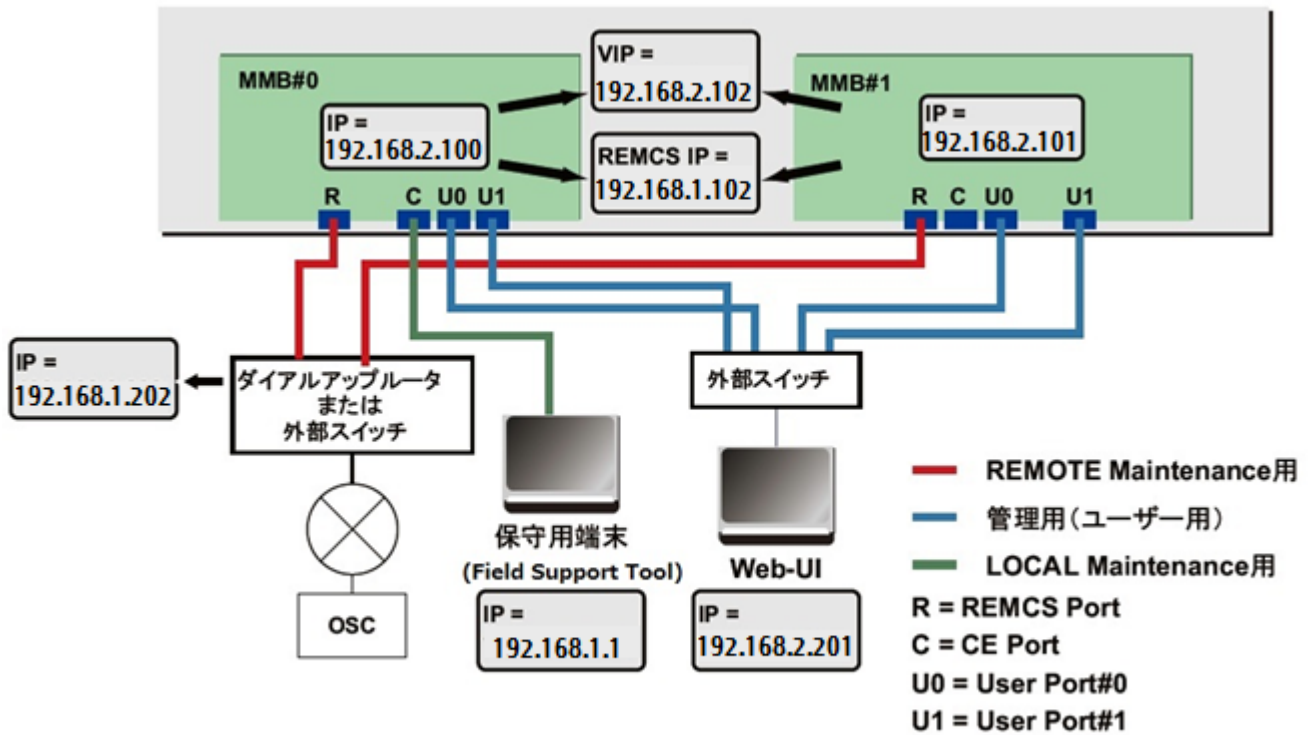 MMB#0
IP =
192.168.2.100
VIP =
192.168.2.102
REMCS IP =
192.168.1.102
MMB#1
IP =
192.168.2.101
R
C
U0
U1
R
C
U0
U1
IP =
192.168.1.202
ダイアルアップルータ
または
外部スイッチ
OSC
保守用端末
(Field Support Tool)
IP =
192.168.1.1
外部スイッチ
Web-UI
IP =
192.168.2.201
REMOTE Maintenance用
管理用(ユーザー用)
LOCAL Maintenance用
R = REMCS Port
C = CE Port
U0 = User Port#0
U1 = User Port#1